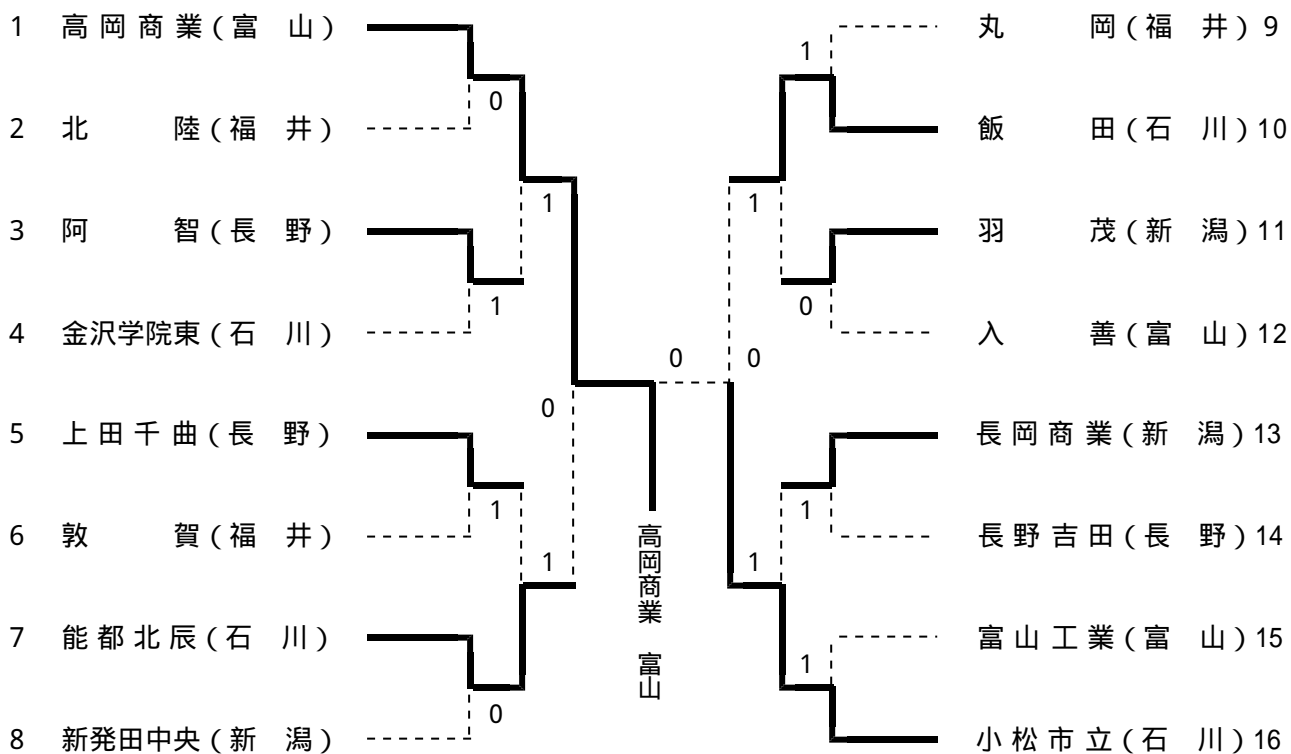 1 高岡商業(富 山)
0
2 北 陸(福 井)
1
3 阿 智(長 野)
1
4 金沢学院東(石 川)
0
5 上田千曲(長 野)
1
6 敦 賀(福 井)
1
7 能都北辰(石 川)
0
8 新発田中央(新 潟)
0
高岡商業 富山
丸 岡(福 井)9
1
飯 田(石 川)10
1
羽 茂(新 潟)11
0
入 善(富 山)12
0
長岡商業(新 潟)13
1
長野吉田(長 野)14
1
富山工業(富 山)15
1
小松市立(石 川)16